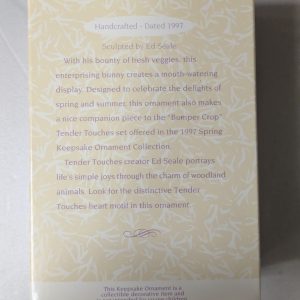 Handcrafted - Dated 1997
Sculpted by Ed Seale
With his bounty of fresh veggies, this
enterprising bunny creates a mouth-watering
display. Designed to celebrate the delights of
spring and summer, this ornament also makes
a nice companion piece to the "Bumper Crop"
Tender Touches set offered in the 1997 Spring
Keepsake Ornament Collection.
Tender Touches creator Ed Seale portrays
life's simple joys through the charm of woodland
animals. Look for the distinctive Tender
Touches heart motif in this ornament.
This Keepsake Ornament is a
collectible decorative item and